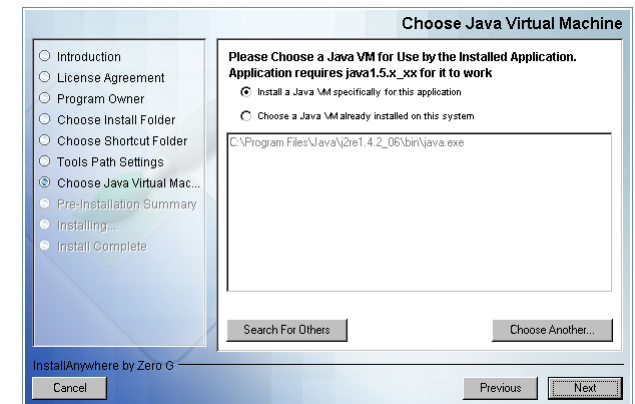 Choose Java Virtual Machine
Introduction
License Agreement
Program Owner
Choose Install Folder
Choose Shortcut Folder
Tools Path Settings
Choose Java Virtual Mac...
Pre-Installation Summary
Installing...
Install Complete
Please Choose a Java VM for Use by the Installed Application.
Application requires java1.5.x_xx for it to work
Install a Java VM specifically for this application
Choose a Java VM already installed on this system
C:\Program Files\Java\j2re1.4.2_06\bin\java.exe
Search For Others
Choose Another...
InstallAnywhere by Zero G
Cancel
Previous
Next